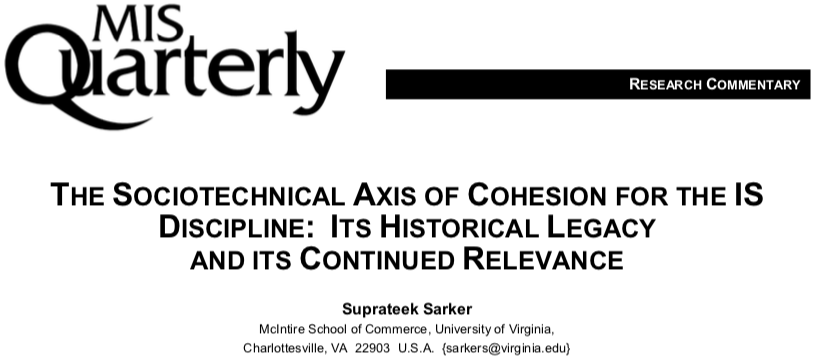 MIS
Quarterly
RESEARCH COMMENTARY
THE SOCIOTECHNICAL AXIS OF COHESION FOR THE IS
DISCIPLINE: ITS HISTORICAL LEGACY
AND ITS CONTINUED RELEVANCE
Suprateek Sarker
McIntire School of Commerce, University of Virginia,
Charlottesville, VA 22903 U.S.A. {sarkers@virginia.edu}